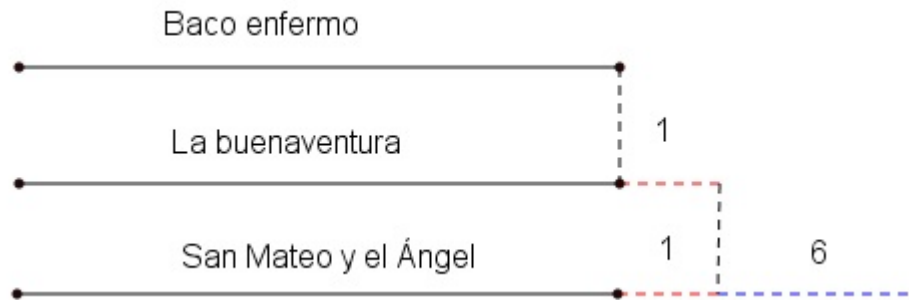 Baco enfermo
1
La buenaventura
1 6
San Mateo y el Ángel